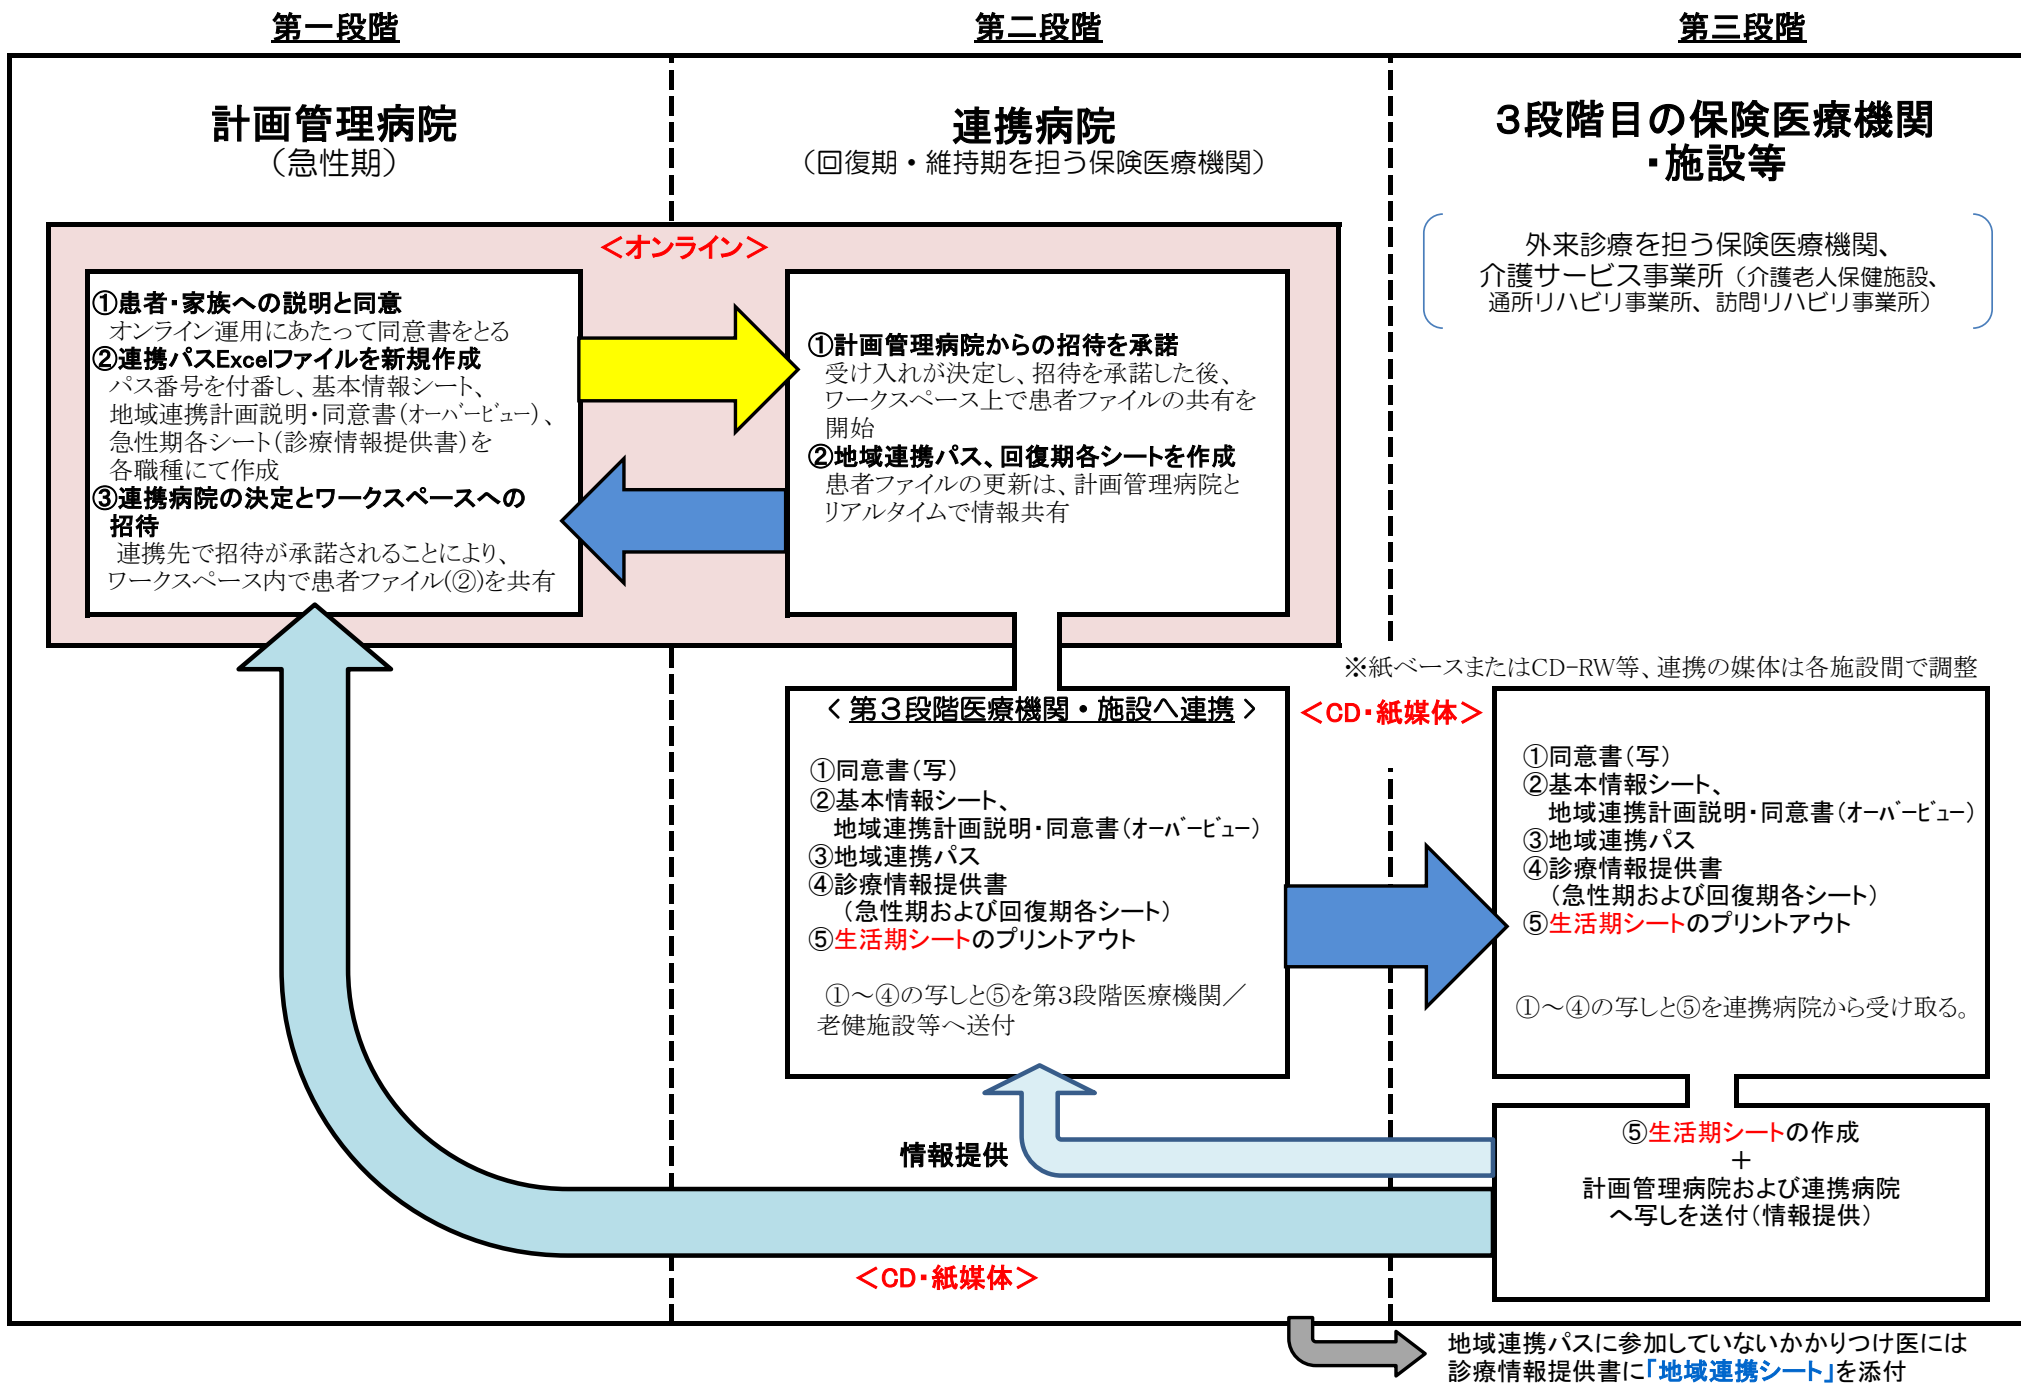 第一段階
第二段階
第三段階
計画管理病院
（急性期）
連携病院
（回復期・維持期を担う保険医療機関）
３段階目の保険医療機関
・施設等
外来診療を担う保険医療機関、
介護サービス事業所（介護老人保健施設、
通所リハビリ事業所、訪問リハビリ事業所）
＜オンライン＞
①患者・家族への説明と同意
オンライン運用にあたって同意書をとる
②連携パスExcelファイルを新規作成
パス番号を付番し、基本情報シート、
地域連携計画説明・同意書（オーバービュー）、
急性期各シート（診療情報提供書）を
各職種にて作成
③連携病院の決定とワークスペースへの
招待
連携先で招待が承諾されることにより、
ワークスペース内で患者ファイル(②)を共有
①計画管理病院からの招待を承諾
受け入れが決定し、招待を承諾した後、
ワークスペース上で患者ファイルの共有を
開始
②地域連携パス、回復期各シートを作成
患者ファイルの更新は、計画管理病院と
リアルタイムで情報共有
※紙ベースまたはCD-RW等、連携の媒体は各施設間で調整
＜第３段階医療機関・施設へ連携＞
①同意書（写）
②基本情報シート、
地域連携計画説明・同意書（オーバービュー）
③地域連携パス
④診療情報提供書
（急性期および回復期各シート）
⑤生活期シートのプリントアウト
①～④の写しと⑤を第3段階医療機関／
老健施設等へ送付
＜CD・紙媒体＞
①同意書（写）
②基本情報シート、
地域連携計画説明・同意書（オーバービュー）
③地域連携パス
④診療情報提供書
（急性期および回復期各シート）
⑤生活期シートのプリントアウト
①～④の写しと⑤を連携病院から受け取る。
情報提供
⑤生活期シートの作成
＋
計画管理病院および連携病院
へ写しを送付（情報提供）
＜CD・紙媒体＞
地域連携パスに参加していないかかりつけ医には
診療情報提供書に「地域連携シート」を添付